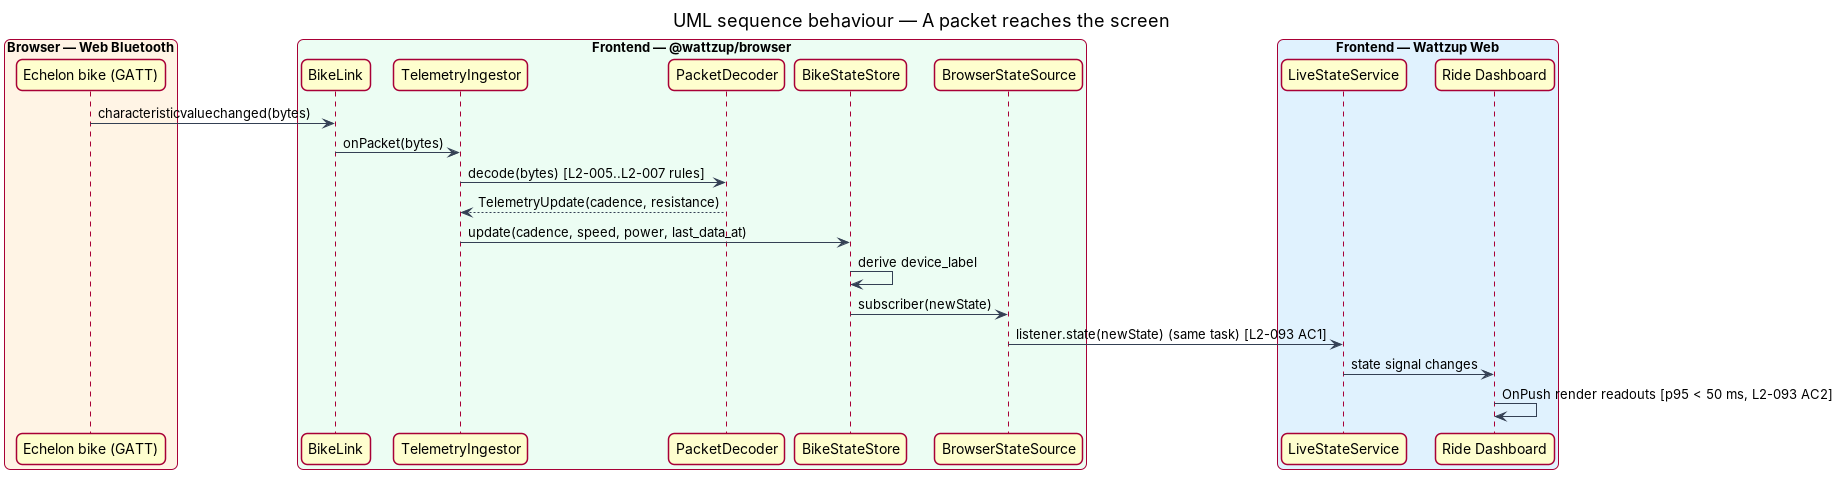 UML sequence behaviour — A packet reaches the screen
Browser — Web Bluetooth
Frontend — @wattzup/browser
Frontend — Wattzup Web
Echelon bike (GATT)
BikeLink
TelemetryIngestor
PacketDecoder
BikeStateStore
BrowserStateSource
LiveStateService
Ride Dashboard
characteristicvaluechanged(bytes)
onPacket(bytes)
decode(bytes) [L2-005..L2-007 rules]
TelemetryUpdate(cadence, resistance)
update(cadence, speed, power, last_data_at)
derive device_label
subscriber(newState)
listener.state(newState) (same task) [L2-093 AC1]
state signal changes
OnPush render readouts [p95 < 50 ms, L2-093 AC2]
Echelon bike (GATT)
BikeLink
TelemetryIngestor
PacketDecoder
BikeStateStore
BrowserStateSource
LiveStateService
Ride Dashboard